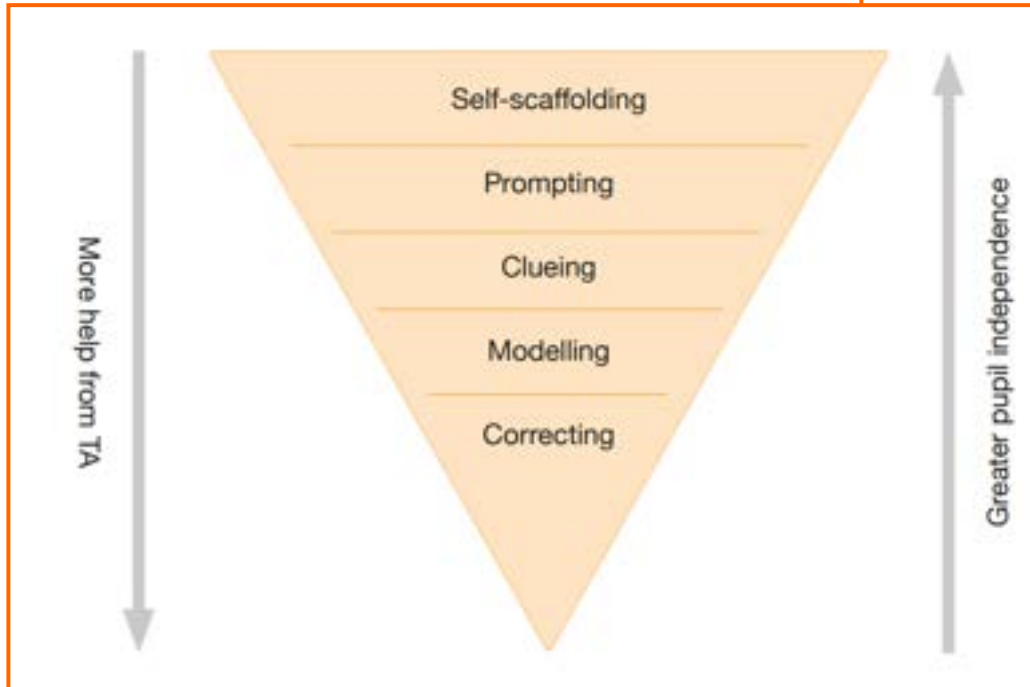 Self-scaffolding
Prompting
Clueing
Modelling
Correcting
More help from TA
Greater pupil independence